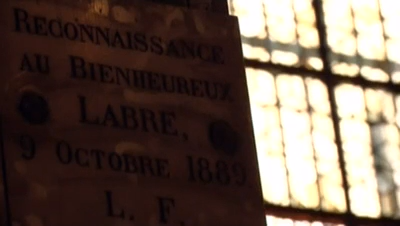 RECONNAISSANCE
AU BIENHEUREUX
LABRE,
9 OCTOBRE 1889
L. F.